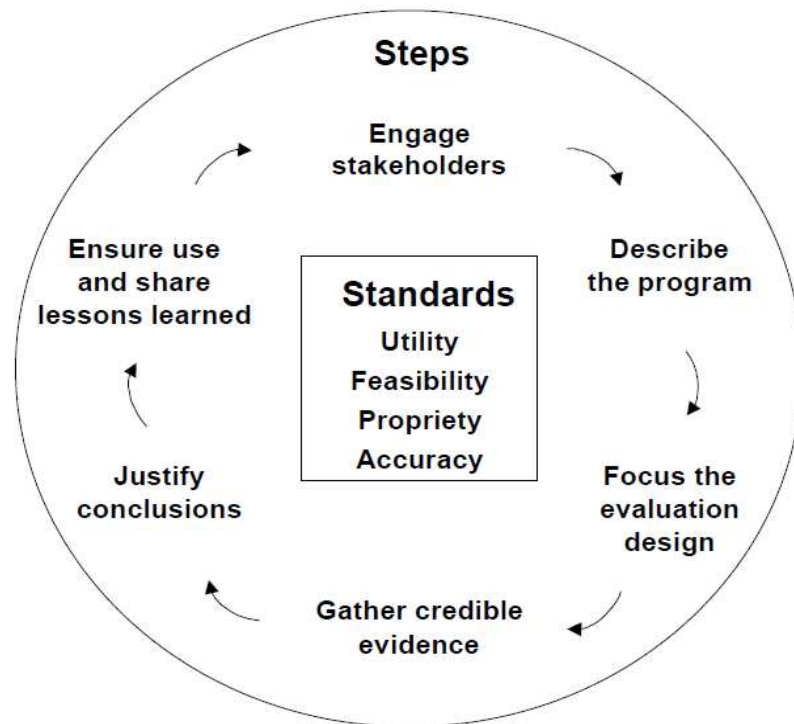 Steps
Engage
stakeholders
Describe
the program
Focus the
evaluation
design
Gather credible
evidence
Justify
conclusions
Ensure use
and share
lessons learned
Standards
Utility
Feasibility
Propriety
Accuracy